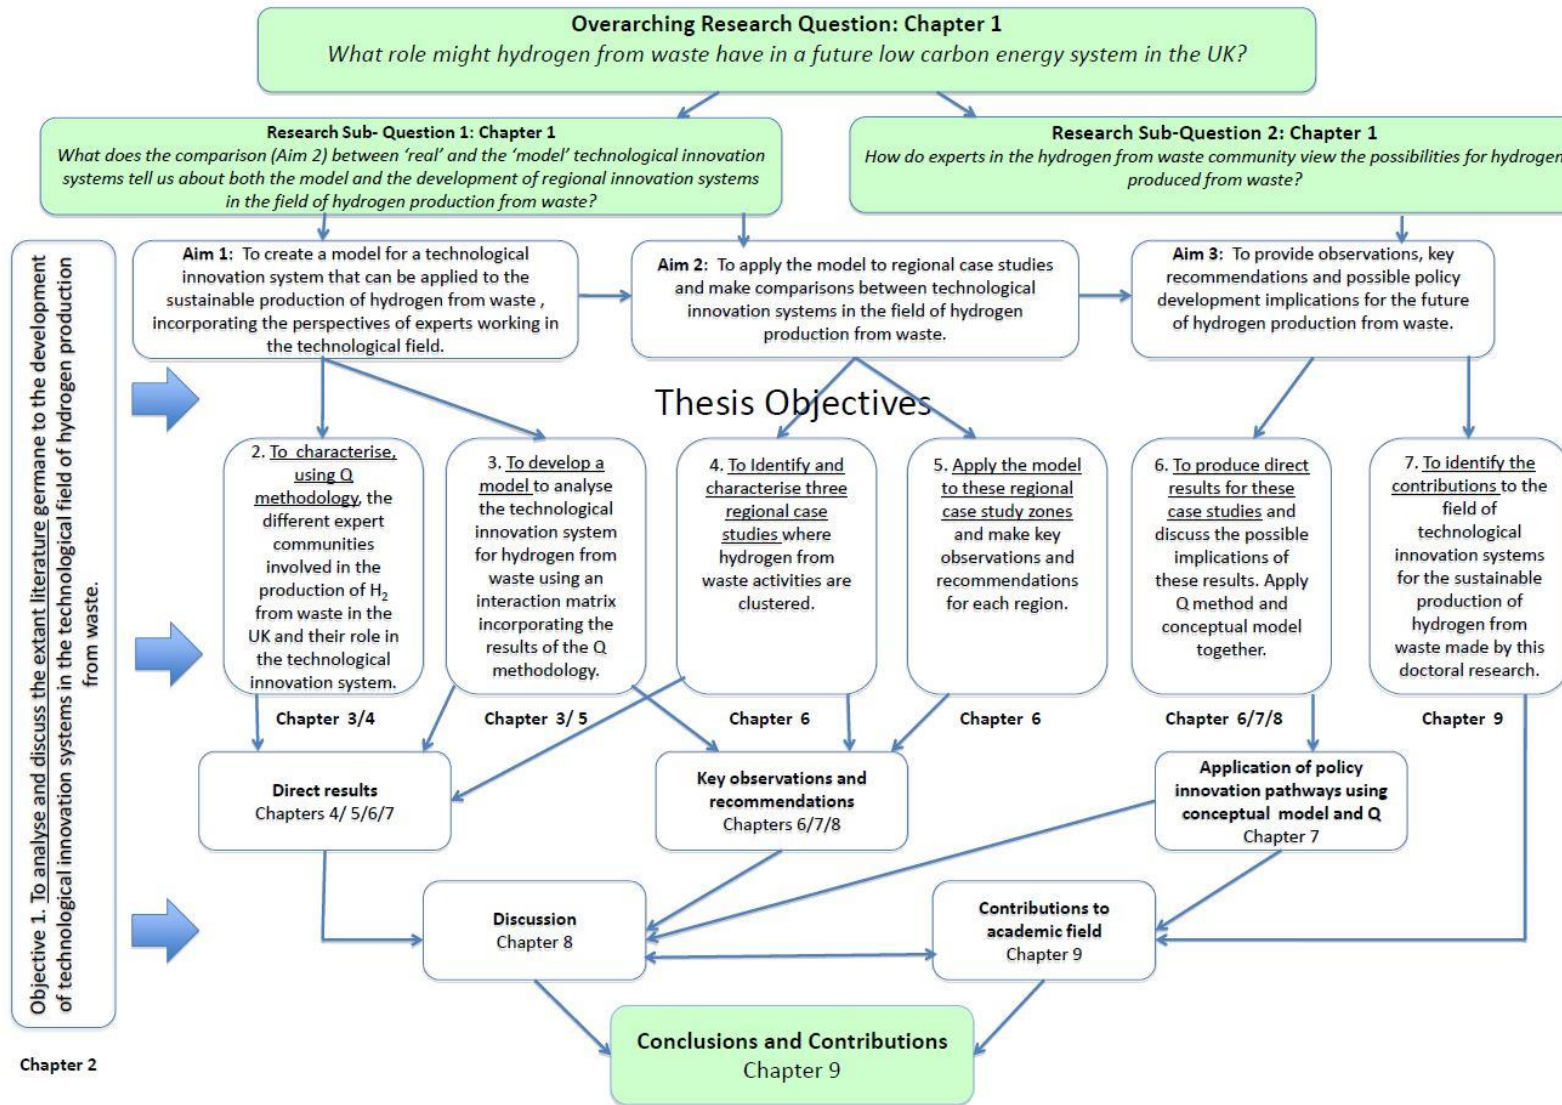 Overarching Research Question: Chapter 1
What role might hydrogen from waste have in a future low carbon energy system in the UK?
Research Sub- Question 1: Chapter 1
What does the comparison (Aim 2) between ‘real’ and the ‘model’ technological innovation
systems tell us about both the model and the development of regional innovation systems
in the field of hydrogen production from waste?
Research Sub-Question 2: Chapter 1
How do experts in the hydrogen from waste community view the possibilities for hydrogen
produced from waste?
Objective 1. To analyse and discuss the extant literature germane to the development
of technological innovation systems in the technological field of hydrogen production
from waste.
Chapter 2
Aim 1: To create a model for a technological
innovation system that can be applied to the
sustainable production of hydrogen from waste ,
incorporating the perspectives of experts working in
the technological field.
Aim 2: To apply the model to regional case studies
and make comparisons between technological
innovation systems in the field of hydrogen
production from waste.
Aim 3: To provide observations, key
recommendations and possible policy
development implications for the future
of hydrogen production from waste.
Thesis Objectives
2. To characterise,
using Q
methodology, the
different expert
communities
involved in the
production of H₂
from waste in the
UK and their role in
the technological
innovation system.
3. To develop a
model to analyse
the technological
innovation system
for hydrogen from
waste using an
interaction matrix
incorporating the
results of the Q
methodology.
4. To Identify and
characterise three
regional case
studies where
hydrogen from
waste activities are
clustered.
5. Apply the model
to these regional
case study zones
and make key
observations and
recommendations
for each region.
6. To produce direct
results for these
case studies and
discuss the possible
implications of
these results. Apply
Q method and
conceptual model
together.
7. To identify the
contributions to the
field of
technological
innovation systems
for the sustainable
production of
hydrogen from
waste made by this
doctoral research.
Chapter 3/4
Chapter 3/ 5
Chapter 6
Chapter 6
Chapter 6/7/8
Chapter 9
Direct results
Chapters 4/ 5/6/7
Key observations and
recommendations
Chapters 6/7/8
Application of policy
innovation pathways using
conceptual model and Q
Chapter 7
Discussion
Chapter 8
Contributions to
academic field
Chapter 9
Conclusions and Contributions
Chapter 9